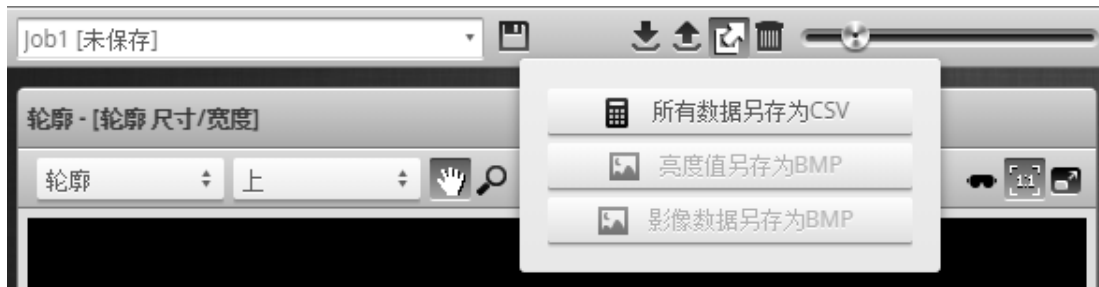 Job1 [未保存]
轮廓 - [轮廓 尺寸/宽度]
所有数据另存为CSV
轮廓
上
亮度值另存为BMP
1:1
影像数据另存为BMP